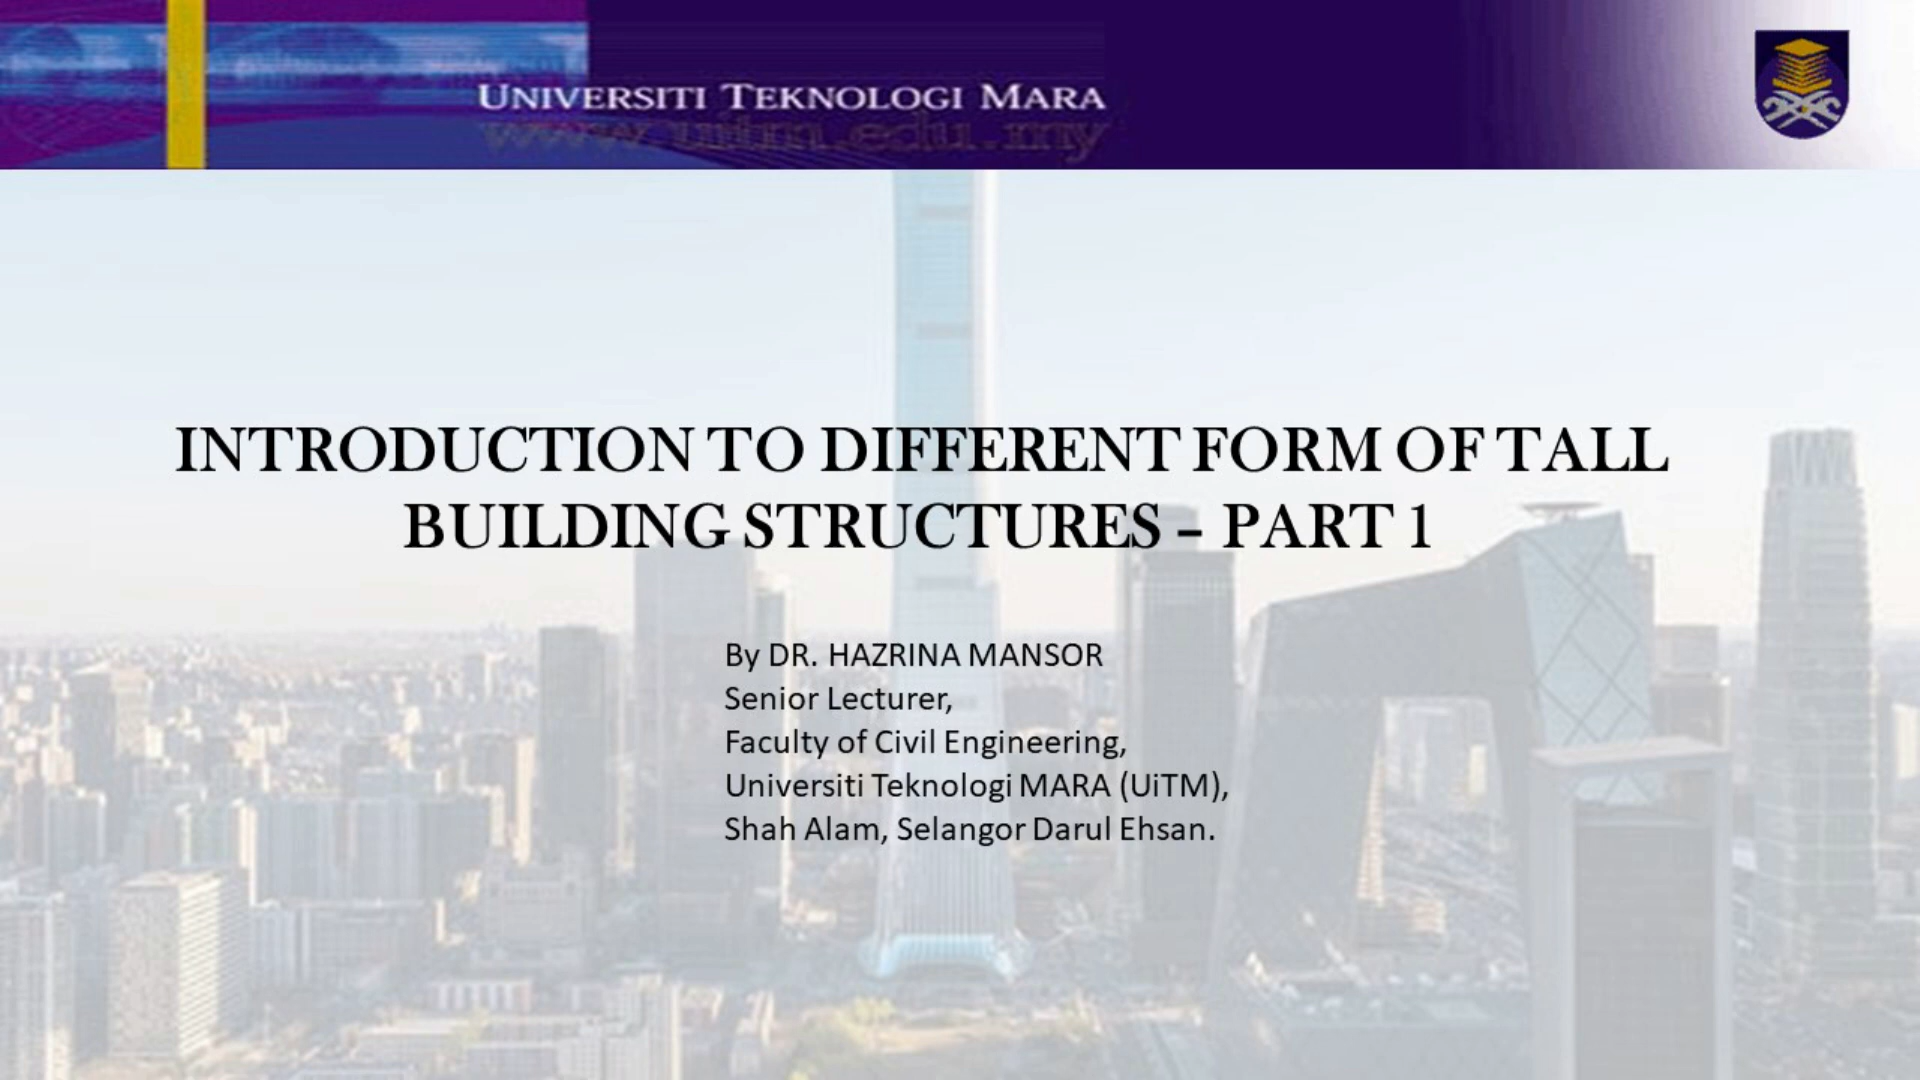 UNIVERSITI TEKNOLOGI MARA
www.uitm.edu.my
INTRODUCTION TO DIFFERENT FORM OF TALL
BUILDING STRUCTURES – PART 1
By DR. HAZRINA MANSOR
Senior Lecturer,
Faculty of Civil Engineering,
Universiti Teknologi MARA (UiTM),
Shah Alam, Selangor Darul Ehsan.